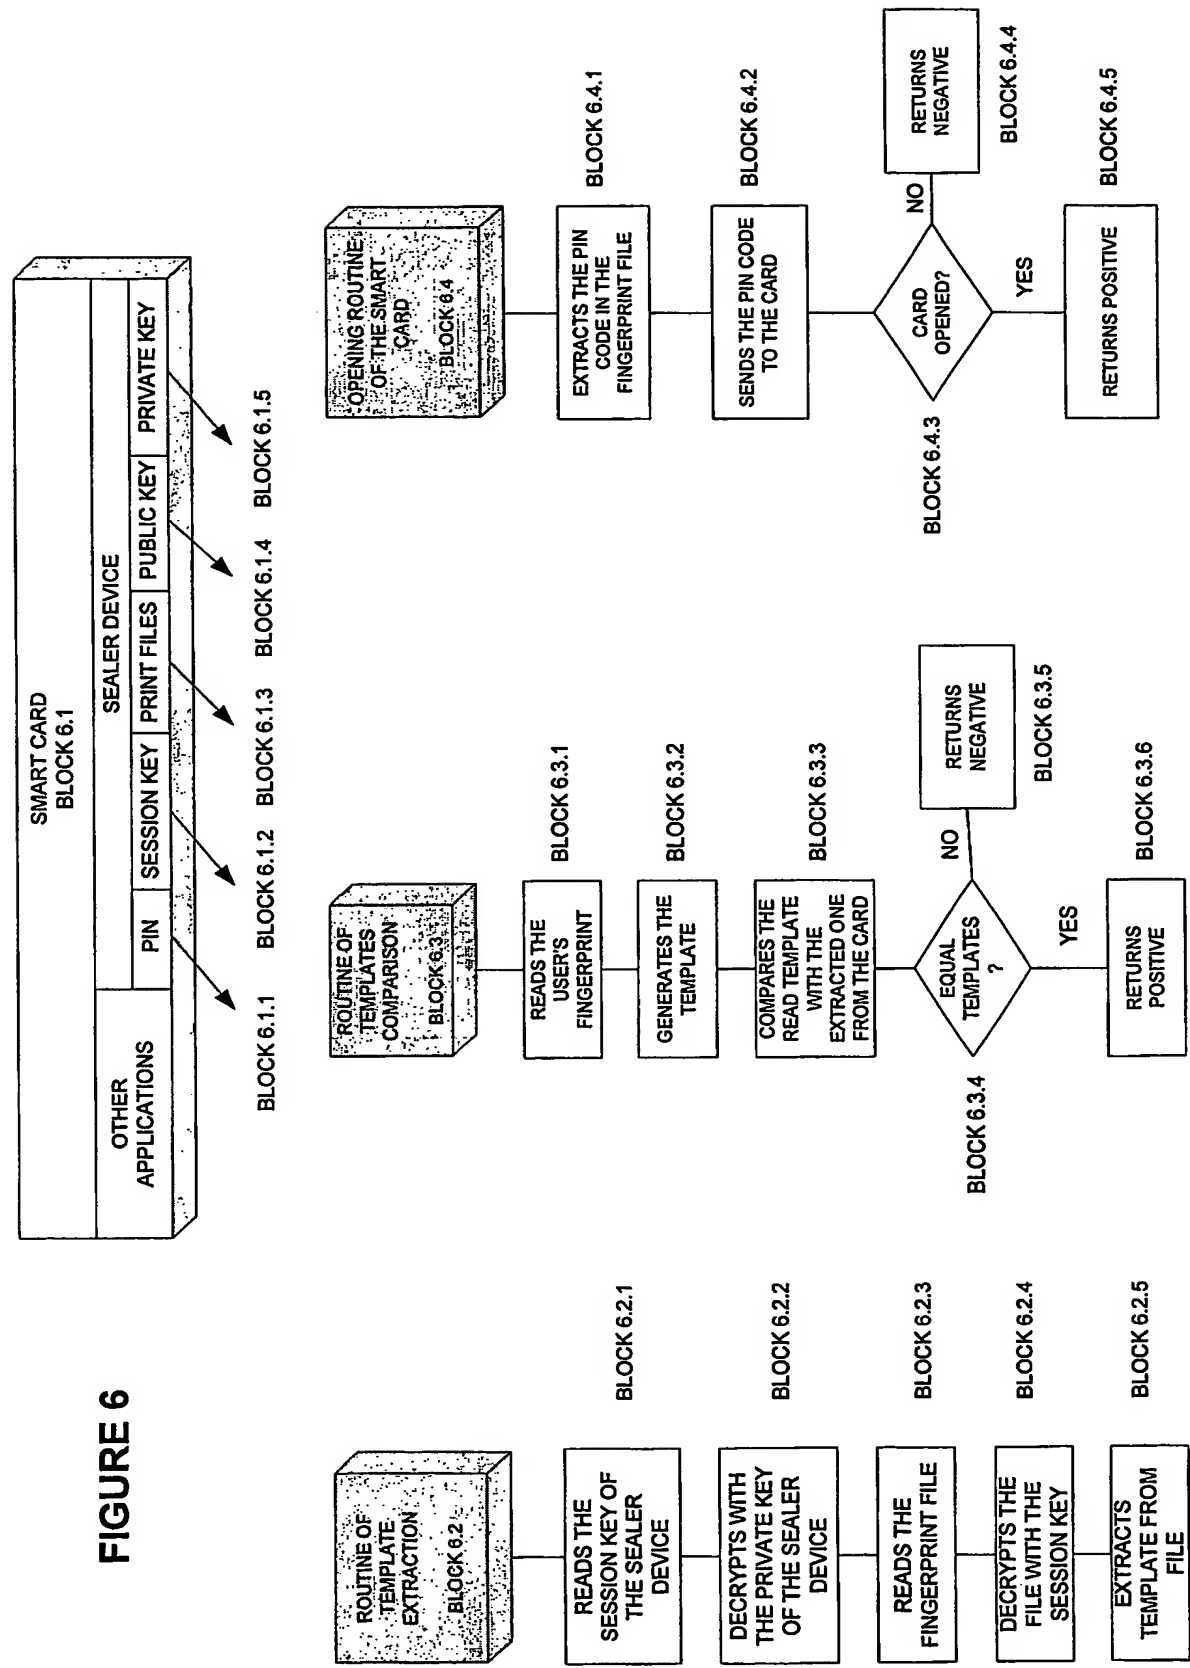 FIGURE 6
SMART CARD
BLOCK 6.1
OTHER
APPLICATIONS
SEALER DEVICE
PIN
SESSION KEY
PRINT FILES
PUBLIC KEY
PRIVATE KEY
BLOCK 6.1.1
BLOCK 6.1.2
BLOCK 6.1.3
BLOCK 6.1.4
BLOCK 6.1.5
ROUTINE OF
TEMPLATE
EXTRACTION
BLOCK 6.2
READS THE
SESSION KEY OF
THE SEALER
DEVICE
BLOCK 6.2.1
DECRYPTS WITH
THE PRIVATE KEY
OF THE SEALER
DEVICE
BLOCK 6.2.2
READS THE
FINGERPRINT FILE
BLOCK 6.2.3
DECRYPTS THE
FILE WITH THE
SESSION KEY
BLOCK 6.2.4
EXTRACTS
TEMPLATE FROM
FILE
BLOCK 6.2.5
ROUTINE OF
TEMPLATES
COMPARISON
BLOCK 6.3
READS THE
USER'S
FINGERPRINT
BLOCK 6.3.1
GENERATES THE
TEMPLATE
BLOCK 6.3.2
COMPARES THE
READ TEMPLATE
WITH THE
EXTRACTED ONE
FROM THE CARD
BLOCK 6.3.3
EQUAL
TEMPLATES
?
BLOCK 6.3.4
NO
RETURNS
NEGATIVE
BLOCK 6.3.5
YES
RETURNS
POSITIVE
BLOCK 6.3.6
OPENING ROUTINE
OF THE SMART
CARD
BLOCK 6.4
EXTRACTS THE PIN
CODE IN THE
FINGERPRINT FILE
BLOCK 6.4.1
SENDS THE PIN CODE
TO THE CARD
BLOCK 6.4.2
CARD
OPENED?
BLOCK 6.4.3
NO
RETURNS
NEGATIVE
BLOCK 6.4.4
YES
RETURNS POSITIVE
BLOCK 6.4.5